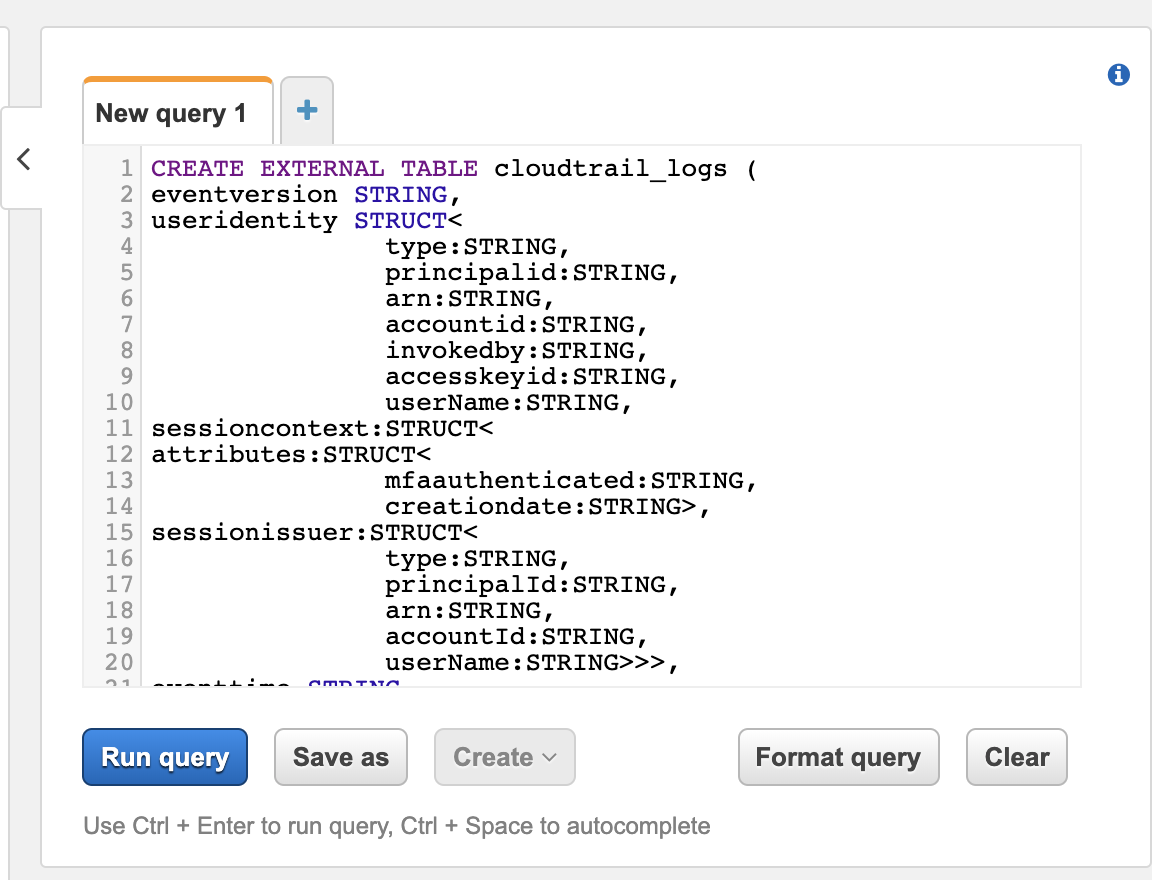 New query 1
+
1 CREATE EXTERNAL TABLE cloudtrail_logs (
2 eventversion STRING,
3 useridentity STRUCT<
4 type:STRING,
5 principalid:STRING,
6 arn:STRING,
7 accountid:STRING,
8 invokedby:STRING,
9 accesskeyid:STRING,
10 userName:STRING,
11 sessioncontext:STRUCT<
12 attributes:STRUCT<
13 mfaauthenticated:STRING,
14 creationdate:STRING>,
15 sessionissuer:STRUCT<
16 type:STRING,
17 principalId:STRING,
18 arn:STRING,
19 accountId:STRING,
20 userName:STRING>>>,
21 eventtime STRING
Run query Save as Create Format query Clear
Use Ctrl + Enter to run query, Ctrl + Space to autocomplete